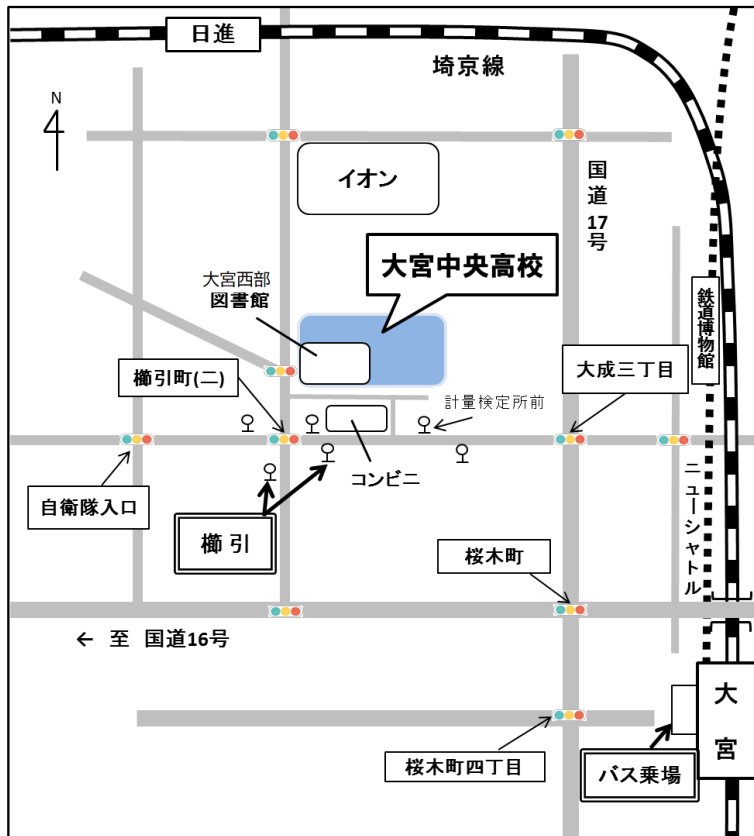 日進
埼京線
N
イオン
国道17号
大宮中央高校
大宮西部
図書館
鉄道博物館
櫛引町(二)
大成三丁目
計量検定所前
コンビニ
自衛隊入口
櫛引
ニューシャトル
桜木町
← 至 国道16号
大宮
桜木町四丁目
バス乗場